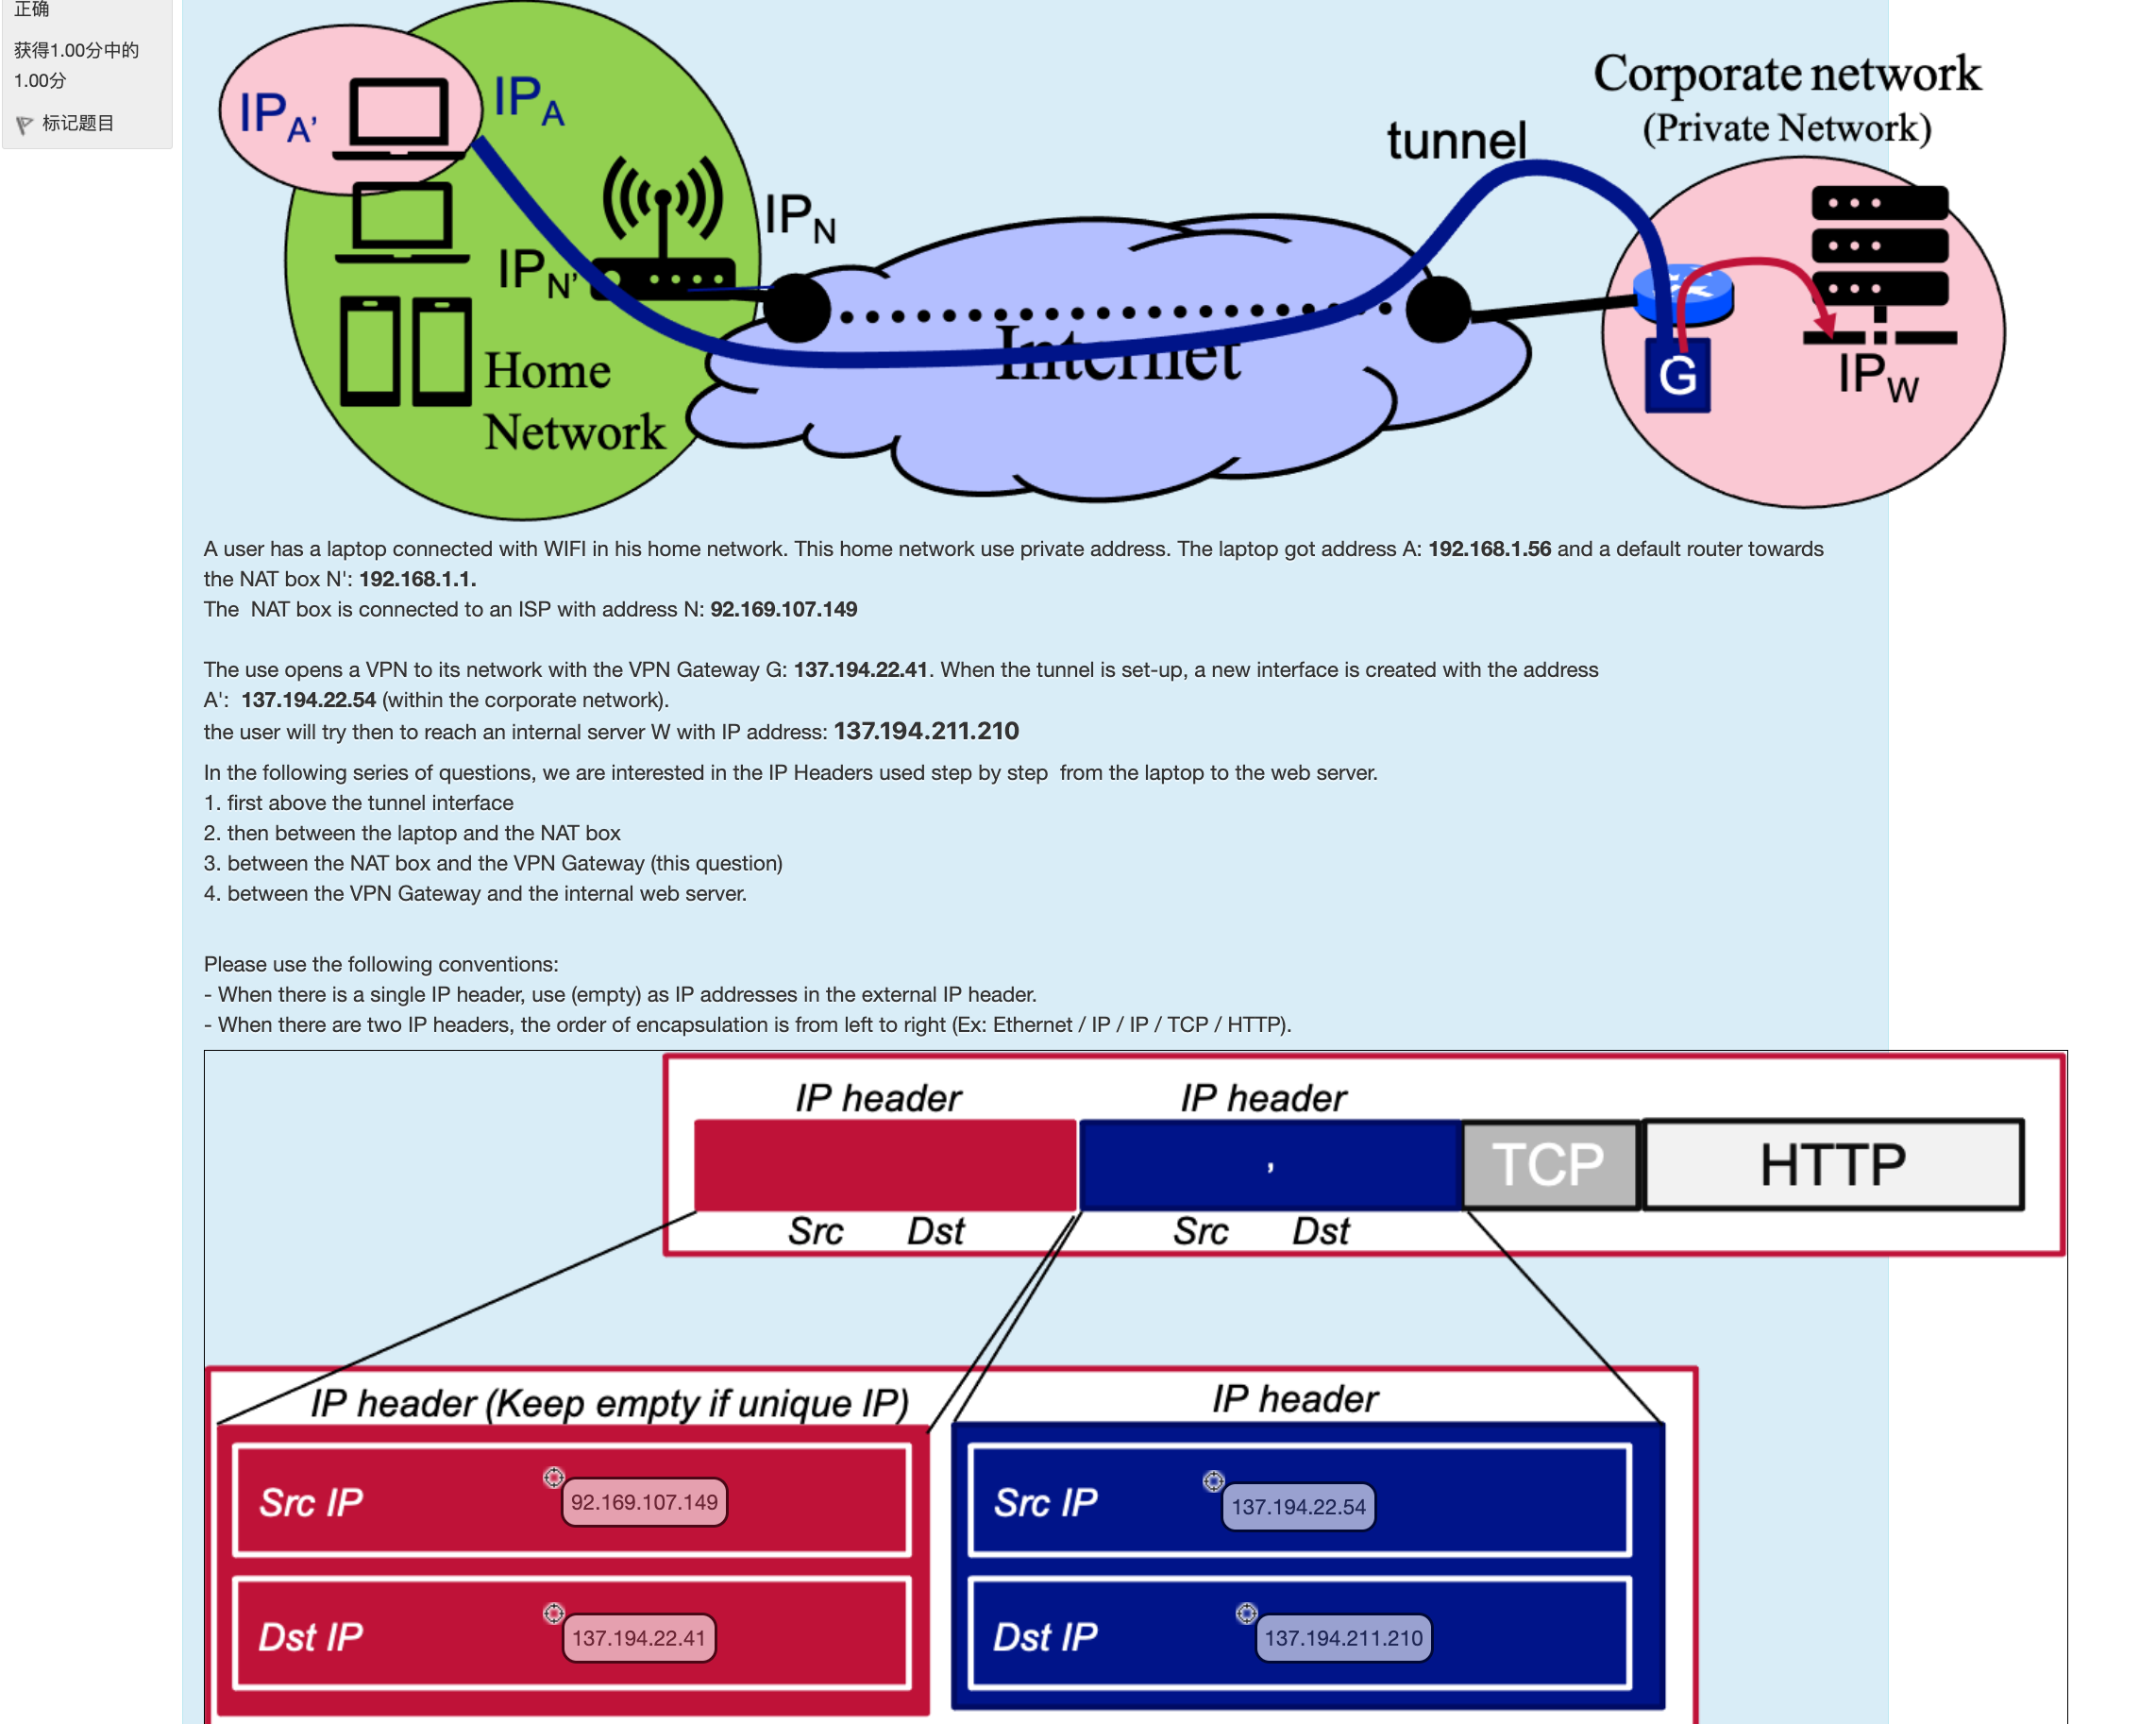 正确
获得1.00分中的
1.00分
标记题目
IPA'
IPA
IPN
IPN'
Home
Network
Internet
tunnel
Corporate network
(Private Network)
G
IPW
A user has a laptop connected with WIFI in his home network. This home network use private address. The laptop got address A: 192.168.1.56 and a default router towards
the NAT box N': 192.168.1.1.
The  NAT box is connected to an ISP with address N: 92.169.107.149
The use opens a VPN to its network with the VPN Gateway G: 137.194.22.41. When the tunnel is set-up, a new interface is created with the address
A':  137.194.22.54 (within the corporate network).
the user will try then to reach an internal server W with IP address: 137.194.211.210
In the following series of questions, we are interested in the IP Headers used step by step  from the laptop to the web server.
1. first above the tunnel interface
2. then between the laptop and the NAT box
3. between the NAT box and the VPN Gateway (this question)
4. between the VPN Gateway and the internal web server.
Please use the following conventions:
- When there is a single IP header, use (empty) as IP addresses in the external IP header.
- When there are two IP headers, the order of encapsulation is from left to right (Ex: Ethernet / IP / IP / TCP / HTTP).
IP header IP header
, TCP HTTP
Src Dst Src Dst
IP header (Keep empty if unique IP) IP header
Src IP 92.169.107.149 Src IP 137.194.22.54
Dst IP 137.194.22.41 Dst IP 137.194.211.210